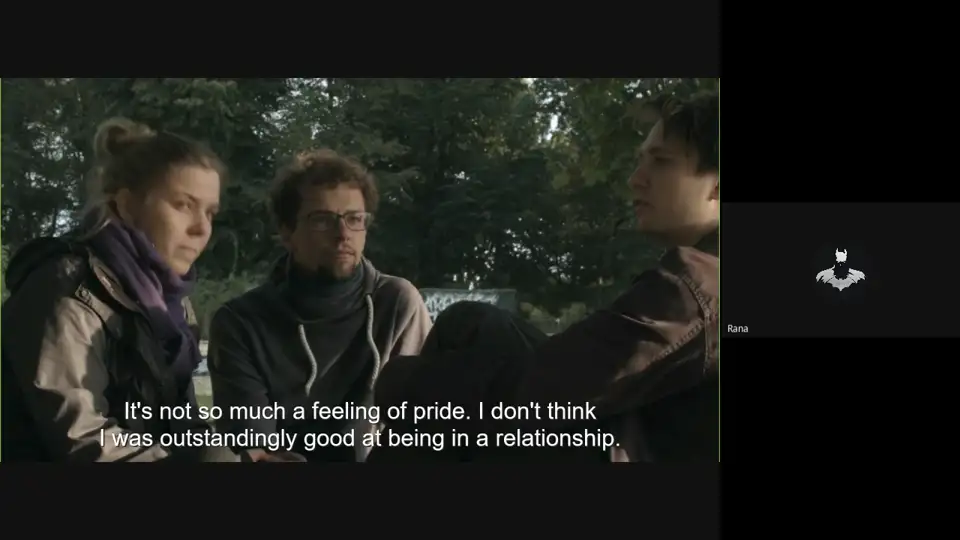 It's not so much a feeling of pride. I don't think
I was outstandingly good at being in a relationship.
Rana